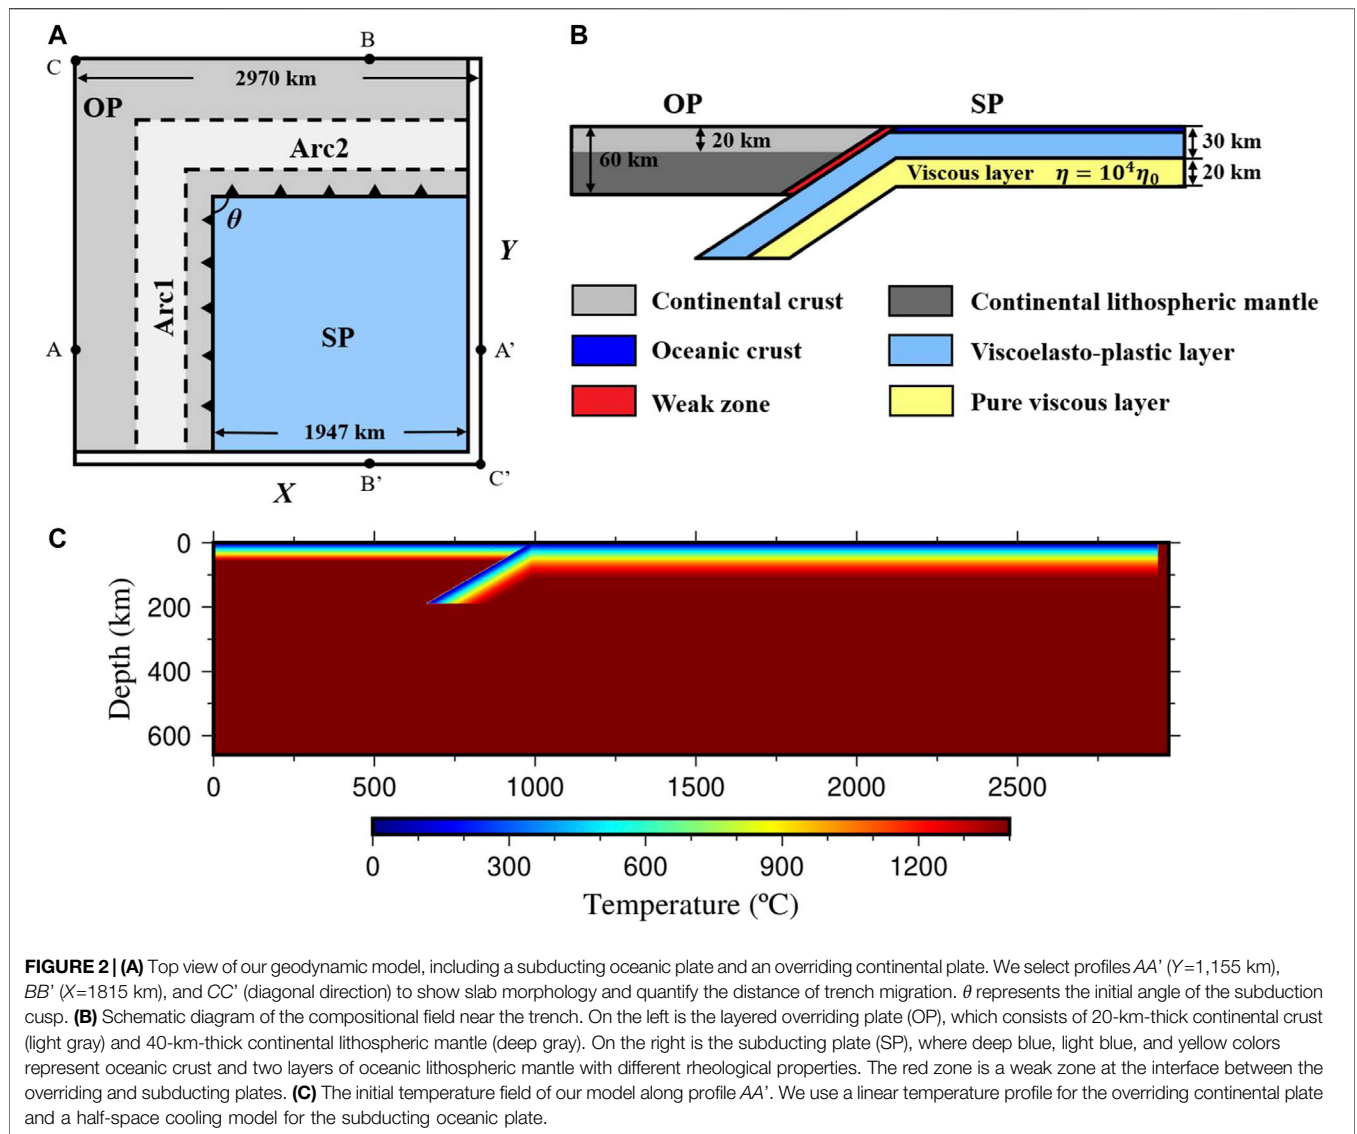 A
B
C
2970 km
OP
Arc2
θ
Y
Arc1
SP
A
A'
1947 km
X
B'
C'
B
OP
SP
20 km
60 km
30 km
20 km
Viscous layer η = 10⁴η₀
Continental crust
Continental lithospheric mantle
Oceanic crust
Viscoelasto-plastic layer
Weak zone
Pure viscous layer
C
Depth (km)
0
200
400
600
0 500 1000 1500 2000 2500
0 300 600 900 1200
Temperature (ºC)
FIGURE 2 | (A) Top view of our geodynamic model, including a subducting oceanic plate and an overriding continental plate. We select profiles AA' (Y=1,155 km),
BB' (X=1815 km), and CC' (diagonal direction) to show slab morphology and quantify the distance of trench migration. θ represents the initial angle of the subduction
cusp. (B) Schematic diagram of the compositional field near the trench. On the left is the layered overriding plate (OP), which consists of 20-km-thick continental crust
(light gray) and 40-km-thick continental lithospheric mantle (deep gray). On the right is the subducting plate (SP), where deep blue, light blue, and yellow colors
represent oceanic crust and two layers of oceanic lithospheric mantle with different rheological properties. The red zone is a weak zone at the interface between the
overriding and subducting plates. (C) The initial temperature field of our model along profile AA'. We use a linear temperature profile for the overriding continental plate
and a half-space cooling model for the subducting oceanic plate.